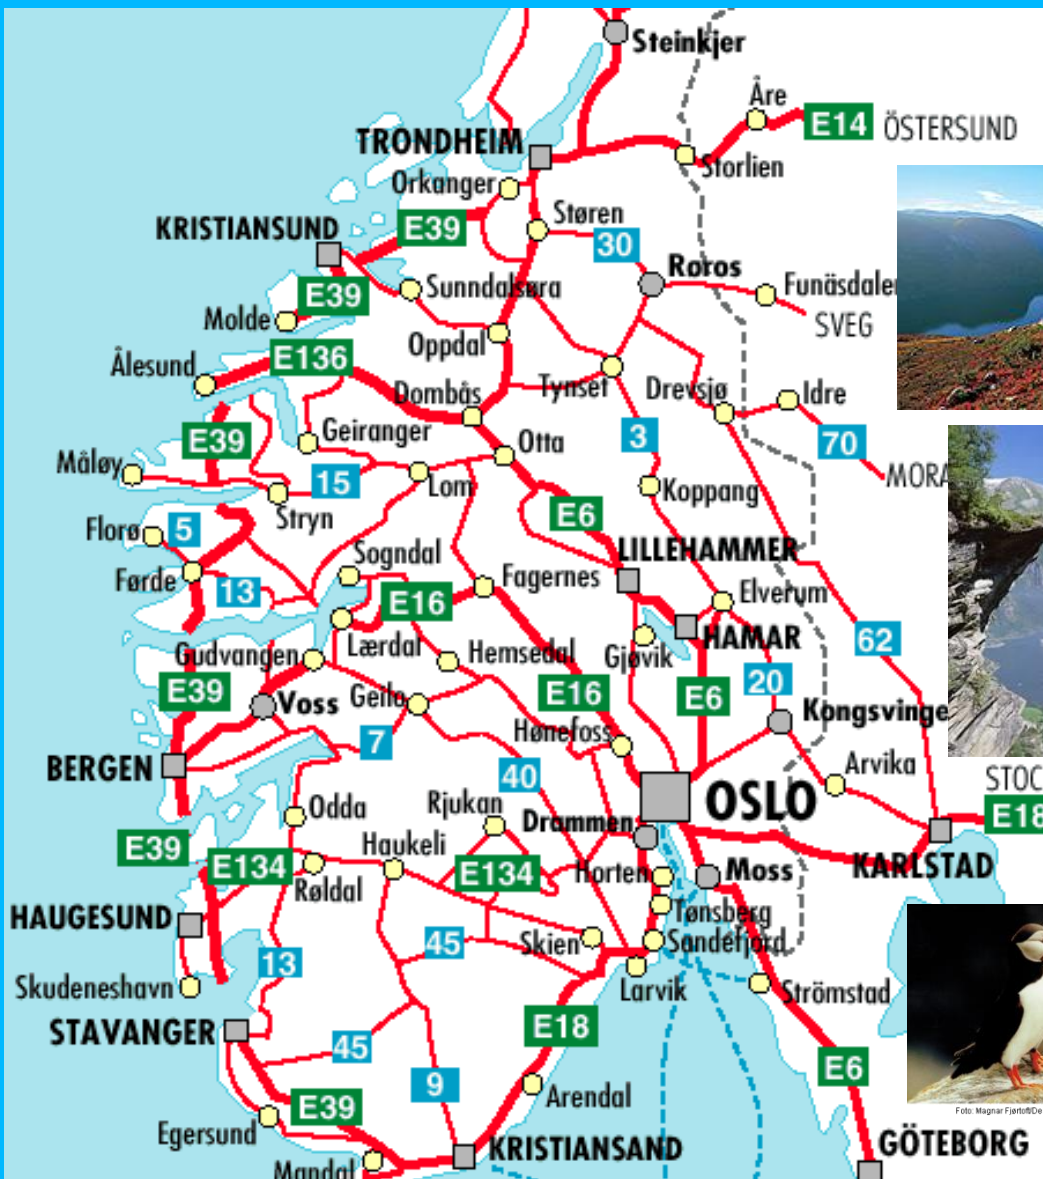 Steinkjer
Åre
E14 ÖSTERSUND
TRONDHEIM
Storlien
Orkanger
Støren
KRISTIANSUND
E39
30
Røros
E39
Sunndalsøra
Funäsdalen
Molde
SVEG
Oppdal
E136
Ålesund
Dombås
Tynset
Drevsjø
Idre
E39
Geiranger
Otta
3
70
Måløy
15
Lom
Koppang
MORA
Stryn
E6
Florø
5
LILLEHAMMER
Sogndal
Førde
13
Fagernes
Elverum
E16
Lærdal
HAMAR
62
Gudvangen
Hemsedal
Gjøvik
E39
Voss
Geilo
E16
E6
20
Kongsvinge
7
Hønefoss
BERGEN
40
Arvika
STOC
Odda
Rjukan
OSLO
E18
Drammen
E39
E134
Haukeli
E134
Horten
Moss
KARLSTAD
Røldal
HAUGESUND
Tønsberg
45
Skien
Sandefjord
13
Skudeneshavn
Larvik
Strömstad
STAVANGER
E18
45
E6
9
Arendal
E39
Foto: Magnar Fjørtoft/De
Egersund
KRISTIANSAND
GÖTEBORG
Mandal